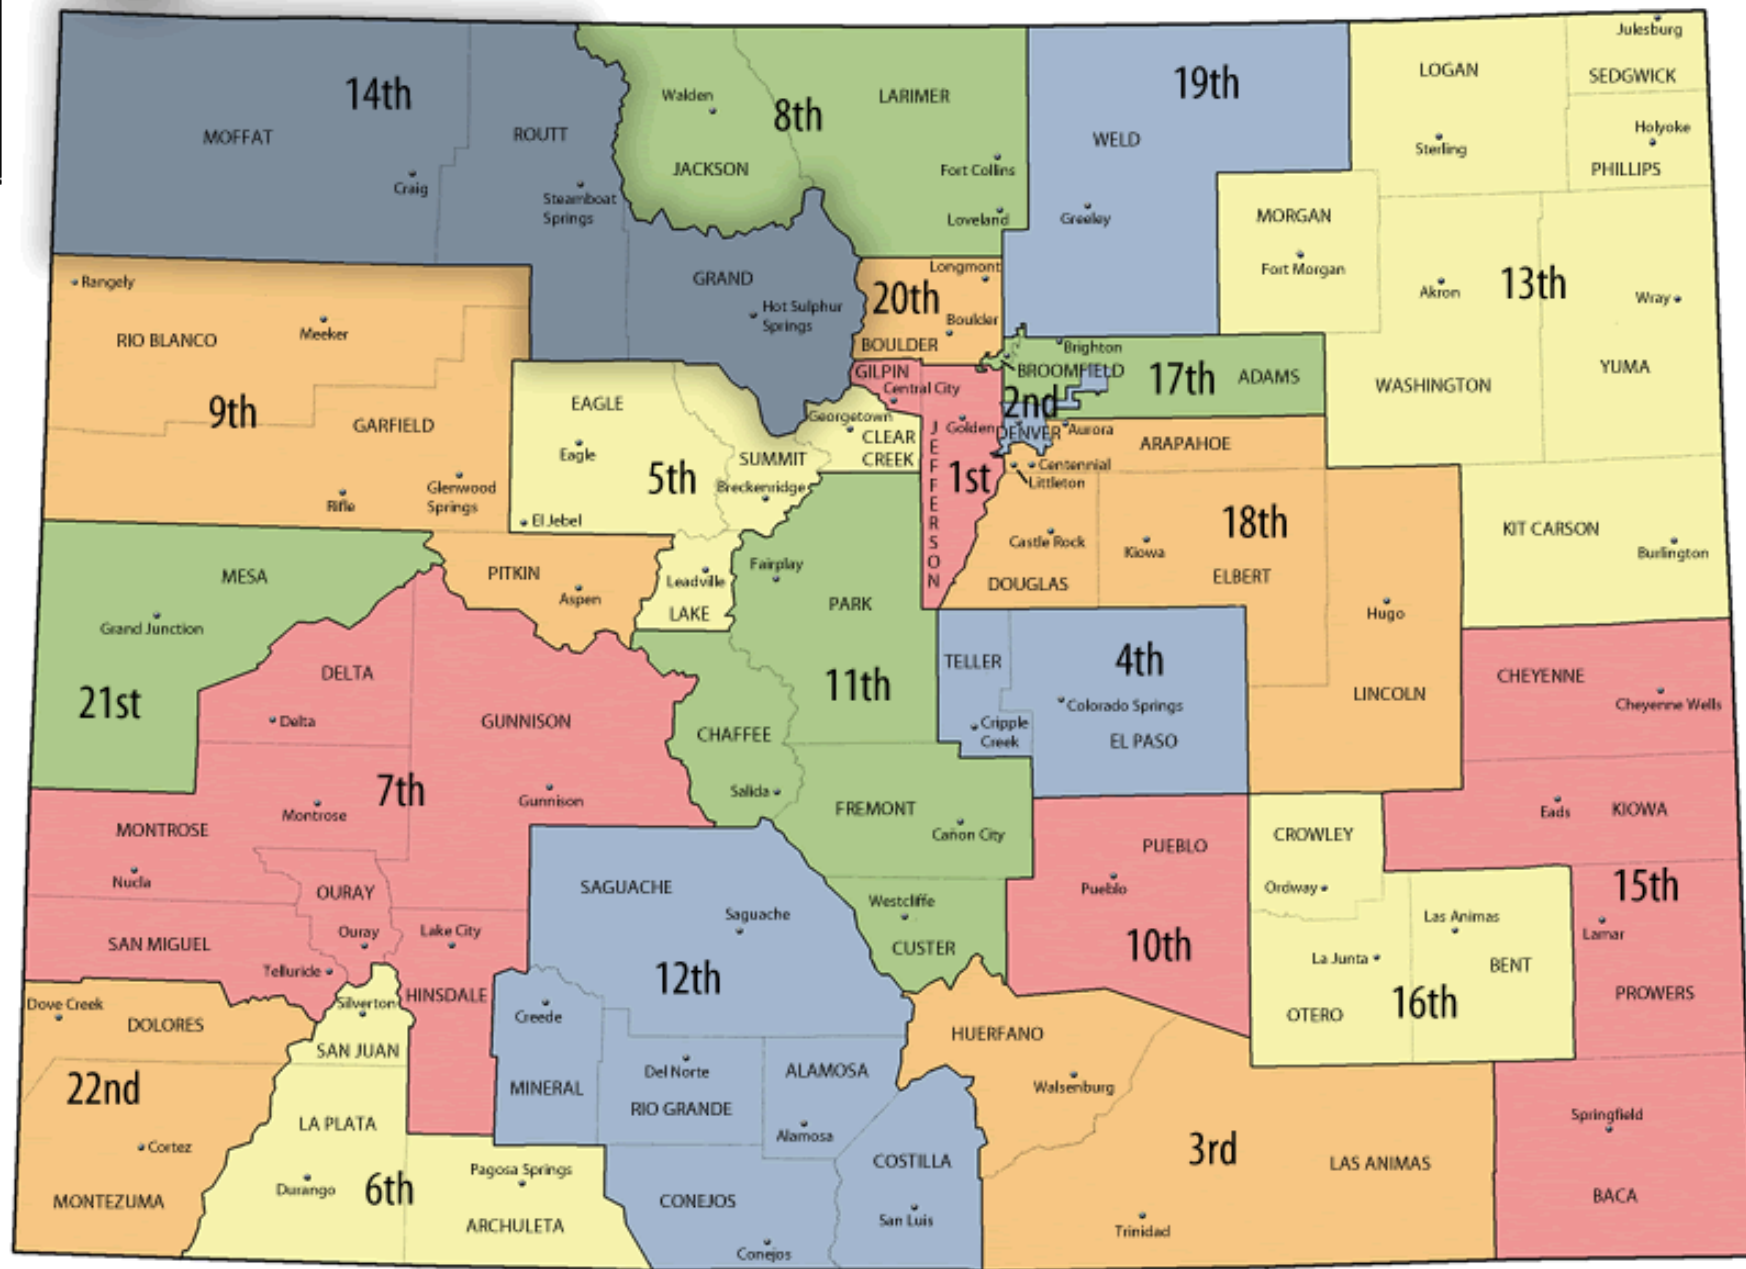 Julesburg
LOGAN
SEDGWICK
14th
19th
LARIMER
Walden
8th
MOFFAT
ROUTT
WELD
Holyoke
Sterling
JACKSON
Fort Collins
PHILLIPS
Craig
Steamboat
Springs
Loveland
Greeley
MORGAN
Fort Morgan
Rangely
GRAND
Longmont
20th
Akron
13th
Wray
Hot Sulphur
Springs
Boulder
RIO BLANCO
Meeker
BOULDER
Brighton
GILPIN
BROOMFIELD
17th
ADAMS
YUMA
WASHINGTON
Central City
EAGLE
2nd
9th
GARFIELD
Georgetown
Golden
DENVER
Aurora
CLEAR
CREEK
ARAPAHOE
Eagle
SUMMIT
JEFFERSON
Centennial
5th
1st
Littleton
Breckenridge
Glenwood
Springs
Rifle
El Jebel
18th
KIT CARSON
Castle Rock
Kiowa
Burlington
MESA
PITKIN
Fairplay
Leadville
DOUGLAS
ELBERT
Aspen
LAKE
PARK
Hugo
Grand Junction
TELLER
4th
DELTA
11th
CHEYENNE
LINCOLN
21st
Delta
GUNNISON
Colorado Springs
Cheyenne Wells
CHAFFEE
Cripple
Creek
EL PASO
7th
Salida
Gunnison
Montrose
FREMONT
Eads
KIOWA
MONTROSE
Cañon City
PUEBLO
CROWLEY
Nucla
OURAY
SAGUACHE
Pueblo
Ordway
15th
Westcliffe
Saguache
Las Animas
Ouray
Lake City
Lamar
SAN MIGUEL
CUSTER
10th
La Junta
BENT
Telluride
12th
HINSDALE
PROWERS
Dove Creek
Silverton
16th
OTERO
DOLORES
Creede
HUERFANO
SAN JUAN
Del Norte
ALAMOSA
22nd
MINERAL
Walsenburg
RIO GRANDE
LA PLATA
Springfield
Alamosa
Cortez
3rd
COSTILLA
LAS ANIMAS
Pagosa Springs
Durango
6th
MONTEZUMA
CONEJOS
BACA
San Luis
ARCHULETA
Trinidad
Conejos